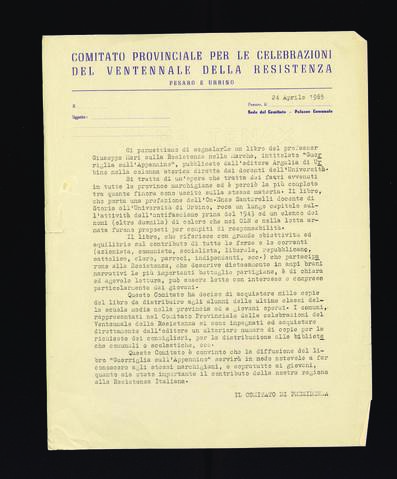 COMITATO PROVINCIALE PER LE CELEBRAZIONI
DEL VENTENNALE DELLA RESISTENZA
PESARO E URBINO
A
Pesaro, li 24 Aprile 1965
Sede del Comitato - Palazzo Comunale
Oggetto:
Ci permettiamo di segnalarLe un libro del professor
Giuseppe Mari sulla Resistenza nelle Marche, intitolato "Guer
riglia sull'Appennino", pubblicato dall'editore Argalia di Ur
bino nella collana storica diretta dai docenti dell'Università.
Si tratta di un'opera che tratta dei fatti avvenuti
in tutte le province marchigiane ed è perciò la più completa
tra quante finora sono uscite sulla stessa materia. Il libro,
che porta una prefazione dell'On. Enzo Santarelli docente di
Storia all'Università di Urbino, reca un lungo capitolo sul-
l'attività dell'antifascismo prima del 1943 ed un elenco dei
nomi (oltre duemila) di coloro che nei CLN e nella lotta ar-
mata furono preposti per compiti di responsabilità.
Il libro, che riferisce con grande obiettività ed
equilibrio sul contributo di tutte le forze e le correnti
(azionista, comunista, socialista, liberale, repubblicano,
cattolico, clero, parroci, indipendenti, ecc.) che partecipa
rono alla Resistenza, che descrive distesamente in ampi brani
narrativi le più importanti battaglie partigiane, è di chiara
ed agevole lettura, può essere letto con interesse e compreso
particolarmente dai giovani.
Questo Comitato ha deciso di acquistare mille copie
del libro da distribuire agli alunni delle ultime classi del-
la scuola media nella provincia ed a giovani operai. I comuni,
rappresentati nel Comitato Provinciale delle celebrazioni del
Ventennale della Resistenza si sono impegnati ad acquistare
direttamente dall'editore un ulteriore numero di copie per le
richieste dei consiglieri, per la distribuzione alle bibliote
che comunali o scolastiche, ecc.
Questo Comitato è convinto che la diffusione del li-
bro "Guerriglia sull'Appennino" servirà in modo notevole a far
conoscere agli stessi marchigiani, e soprattutto ai giovani,
quanto sia stato importante il contributo della nostra regione
alla Resistenza Italiana.
IL COMITATO DI PRESIDENZA